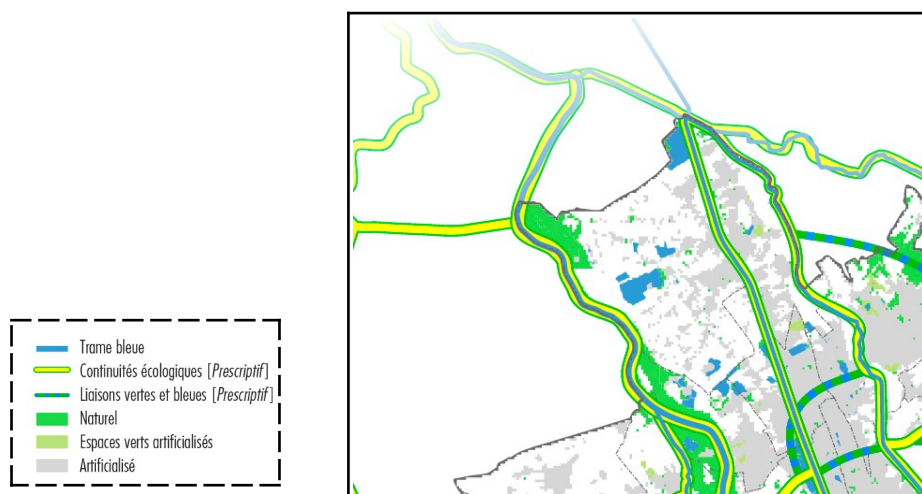 Trame bleue
Continuités écologiques [Prescriptif]
Liaisons vertes et bleues [Prescriptif]
Naturel
Espaces verts artificialisés
Artificialisé